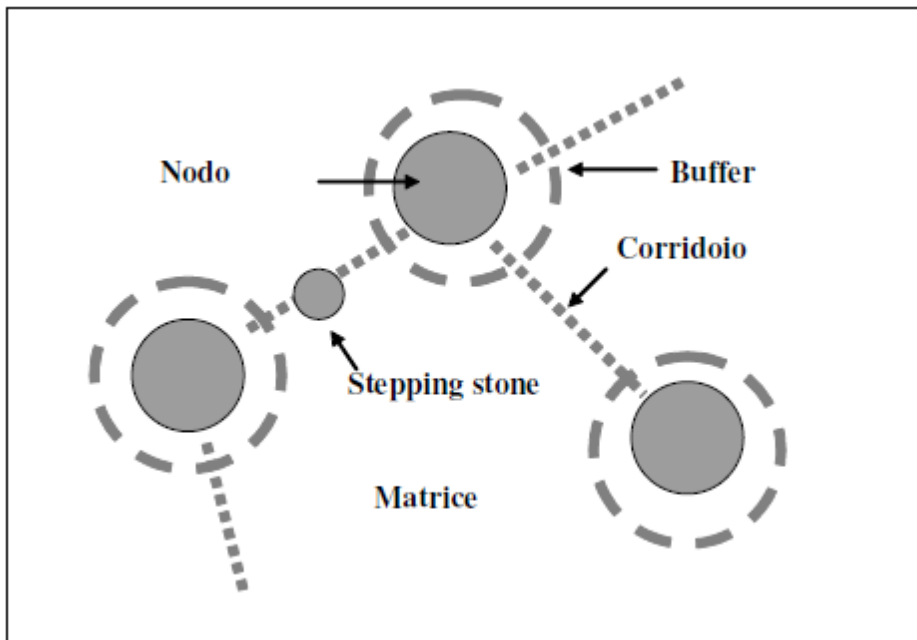 Nodo
Buffer
Corridoio
Stepping stone
Matrice